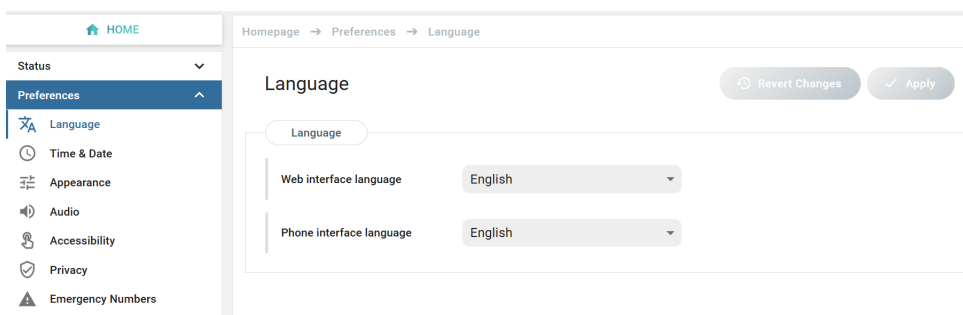 HOME
Homepage → Preferences → Language
Status
Preferences
Language
Time & Date
Appearance
Audio
Accessibility
Privacy
Emergency Numbers
Language
Revert Changes
Apply
Language
Web interface language
English
Phone interface language
English